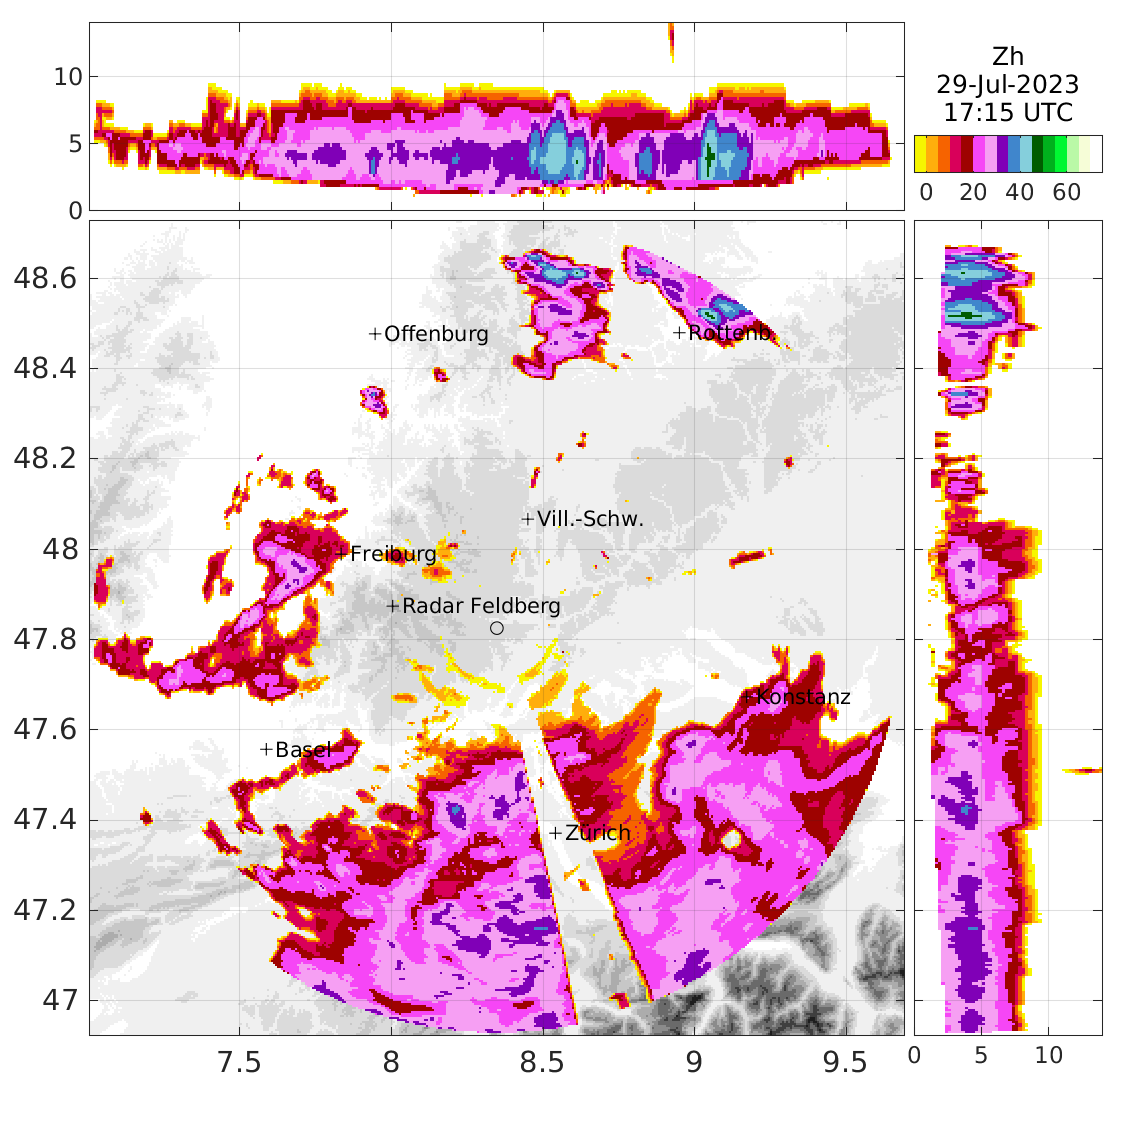 Zh
29-Jul-2023
17:15 UTC
0 20 40 60
10
5
0
48.6
48.4
48.2
48
47.8
47.6
47.4
47.2
47
+Offenburg
+Rottenb.
+Vill.-Schw.
+Freiburg
+Radar Feldberg
+Konstanz
+Basel
+Zürich
7.5 8 8.5 9 9.5
0 5 10